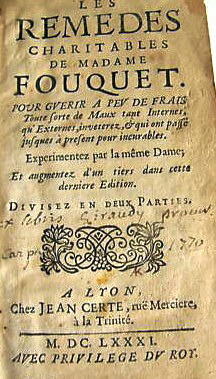 LES
REMEDES
CHARITABLES
DE MADAME
FOUQUET.
POUR GVERIR A PEV DE FRAIS
Toute sorte de Maux tant Internes,
qu'Externes, inveterez, & qui ont passé
jusques à present pour incurables.
Experimentez par la même Dame;
Et augmentez d'un tiers dans cette
derniere Edition.
DIVISEZ EN DEUX PARTIES.
Ex libris Giraudy
1770
A LYON,
Chez JEAN CERTE, ruë Merciere,
à la Trinité.
M. DC. LXXXI.
AVEC PRIVILEGE DV ROY.